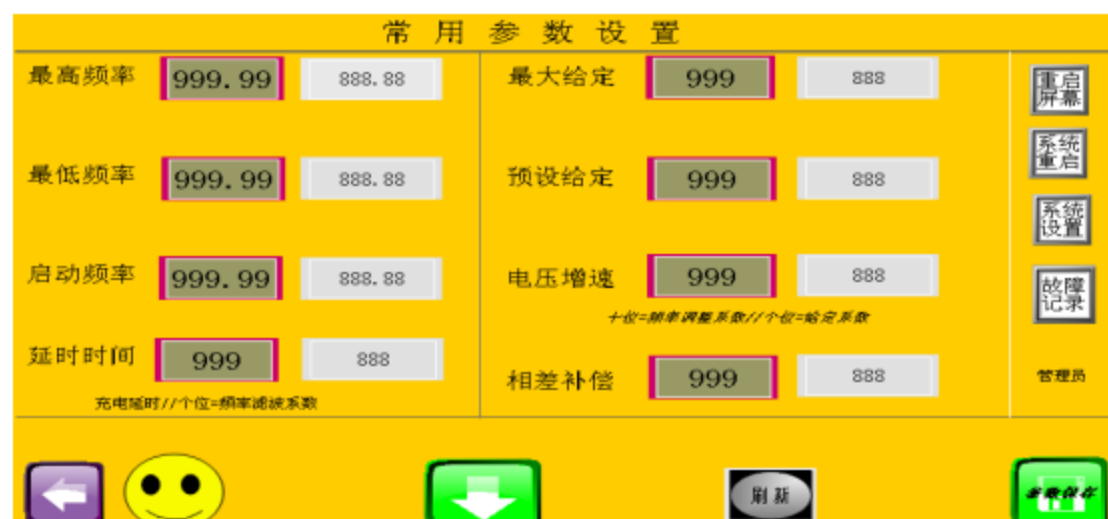 常用参数设置
最高频率 999.99 888.88 最大给定 999 888
重启
屏幕
最低频率 999.99 888.88 预设给定 999 888
系统
重启
系统
设置
启动频率 999.99 888.88 电压增速 999 888
十位=频率调整系数//个位=给定系数
故障
记录
延时时间 999 888 相差补偿 999 888
管理员
充电延时//个位=频率滤波系数
刷新
参数保存